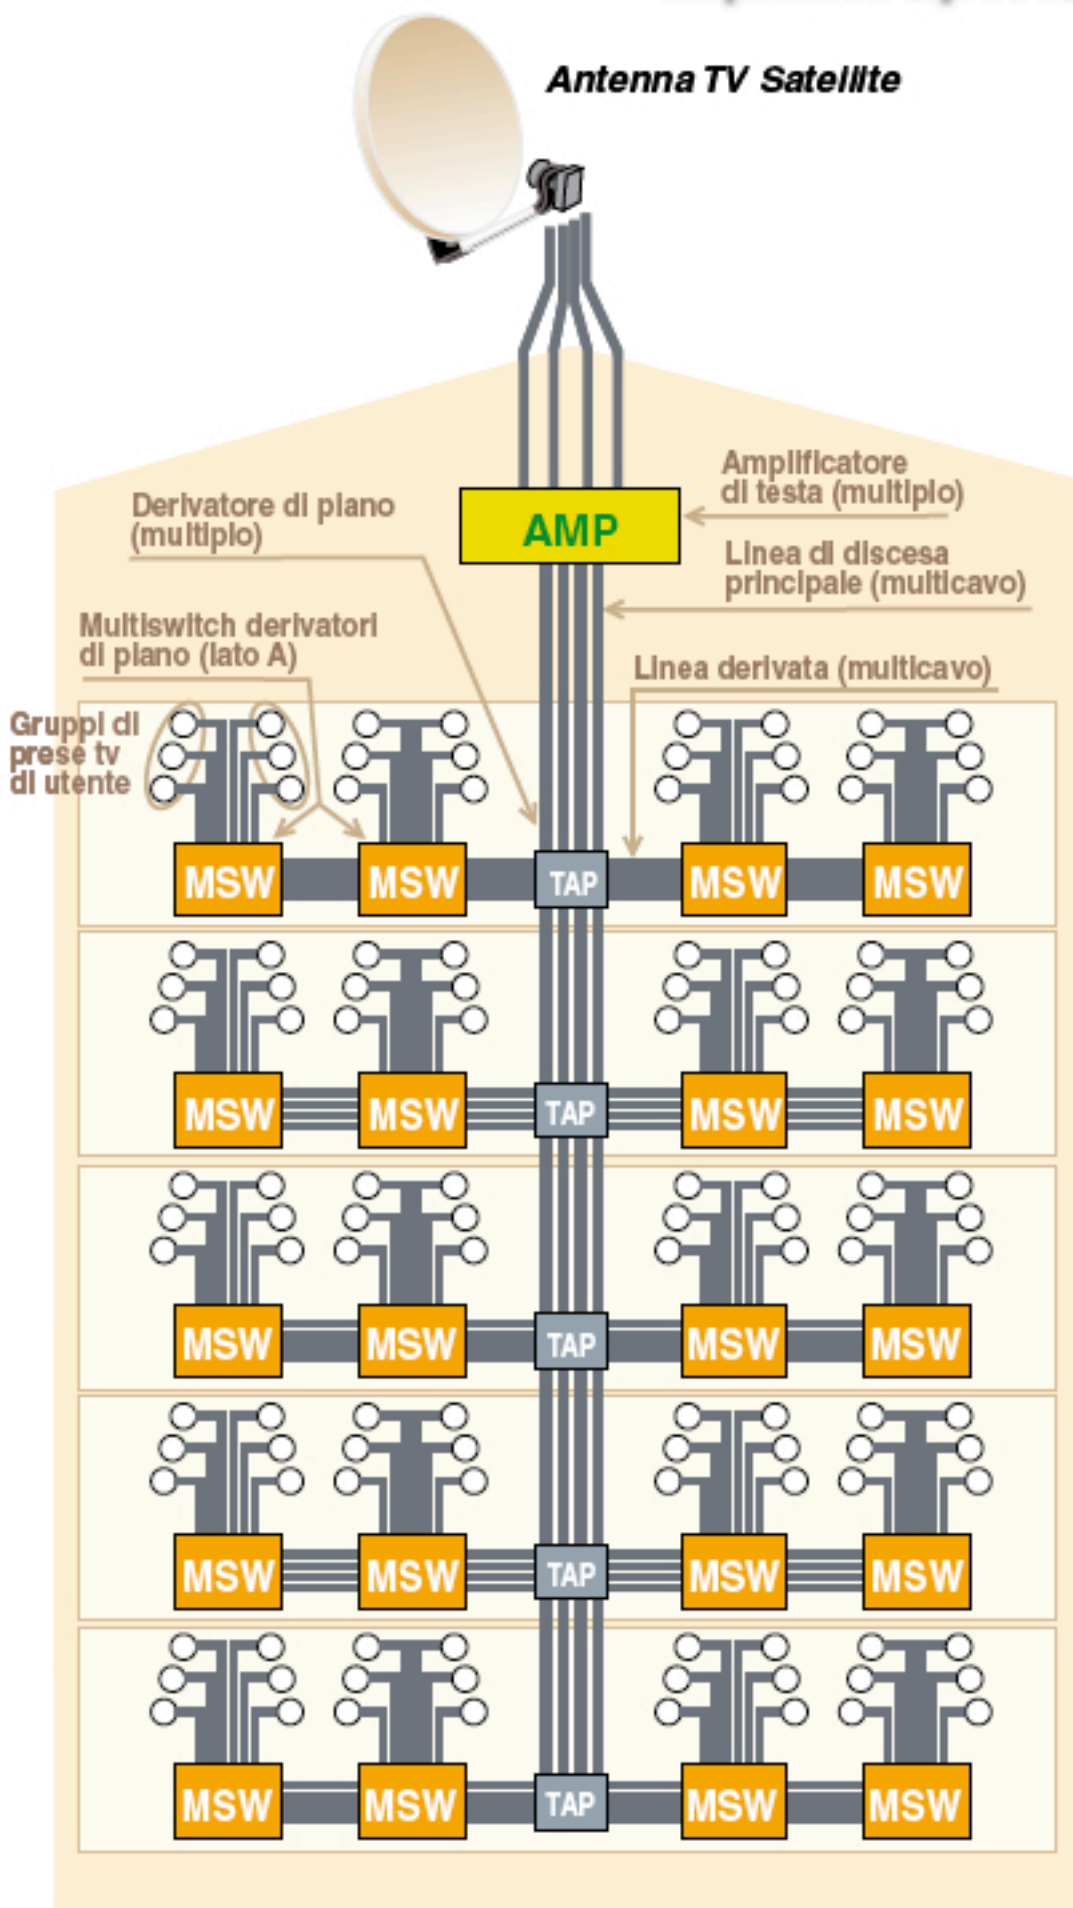 Antenna TV Satellite
Amplificatore
di testa (multiplo)
Derivatore di piano
(multiplo)
AMP
Linea di discesa
principale (multicavo)
Multiswitch derivatori
di piano (lato A)
Linea derivata (multicavo)
Gruppi di
prese tv
di utente
MSW MSW TAP MSW MSW
MSW MSW TAP MSW MSW
MSW MSW TAP MSW MSW
MSW MSW TAP MSW MSW
MSW MSW TAP MSW MSW